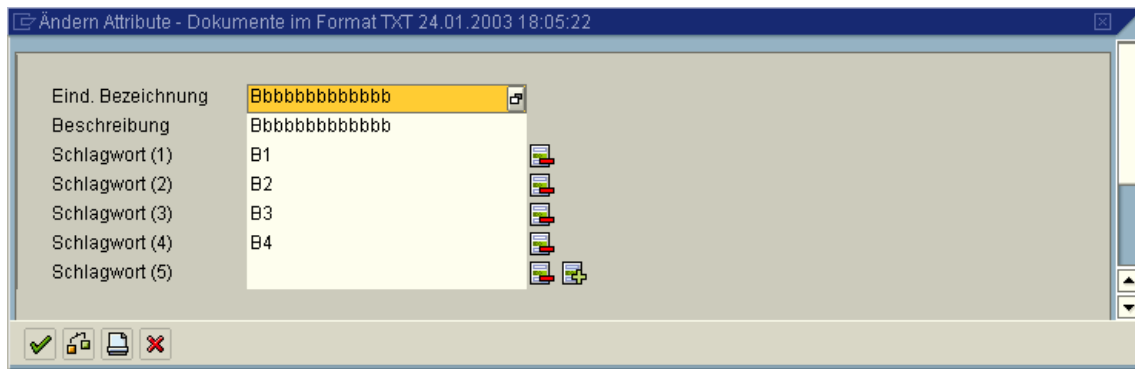 Ändern Attribute - Dokumente im Format TXT 24.01.2003 18:05:22
Eind. Bezeichnung Bbbbbbbbbbbbb
Beschreibung Bbbbbbbbbbbbb
Schlagwort (1) B1
Schlagwort (2) B2
Schlagwort (3) B3
Schlagwort (4) B4
Schlagwort (5)